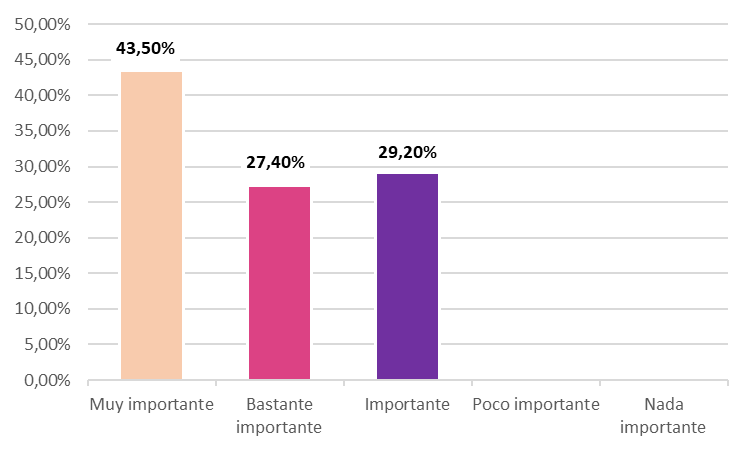 50,00%
45,00%
40,00%
35,00%
30,00%
25,00%
20,00%
15,00%
10,00%
5,00%
0,00%
43,50%
27,40%
29,20%
Muy importante
Bastante
importante
Importante
Poco importante
Nada
importante